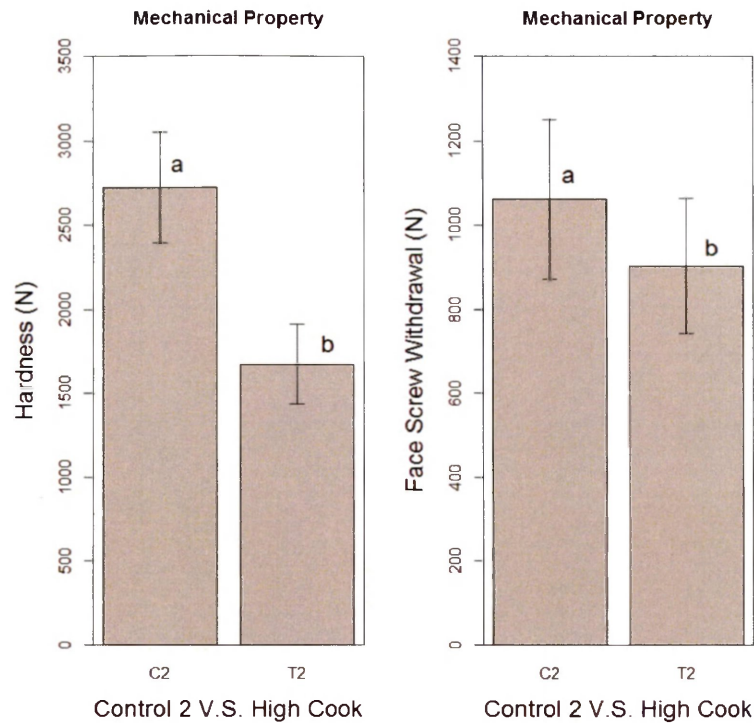 Mechanical Property
Hardness (N)
3500
3000
2500
2000
1500
1000
500
0
a
b
C2
T2
Control 2 V.S. High Cook
Mechanical Property
Face Screw Withdrawal (N)
1400
1200
1000
800
600
400
200
0
a
b
C2
T2
Control 2 V.S. High Cook